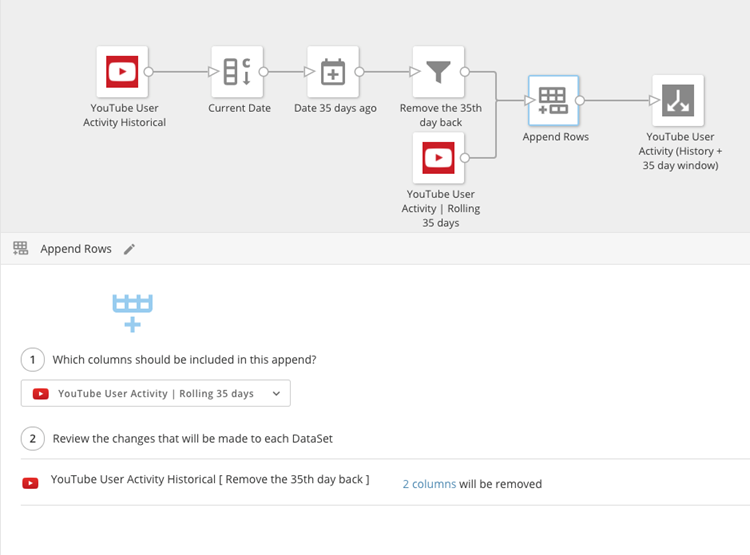 YouTube User
Activity Historical
Current Date
Date 35 days ago
Remove the 35th
day back
YouTube User
Activity | Rolling
35 days
Append Rows
YouTube User
Activity (History +
35 day window)
Append Rows
1 Which columns should be included in this append?
YouTube User Activity | Rolling 35 days
2 Review the changes that will be made to each DataSet
YouTube User Activity Historical [ Remove the 35th day back ] 2 columns will be removed